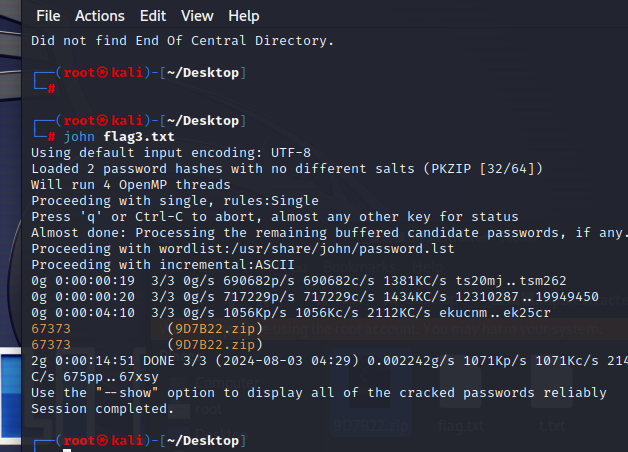 File Actions Edit View Help
Did not find End Of Central Directory.
┌──(root㉿kali)-[~/Desktop]
└─#
┌──(root㉿kali)-[~/Desktop]
└─# john flag3.txt
Using default input encoding: UTF-8
Loaded 2 password hashes with no different salts (PKZIP [32/64])
Will run 4 OpenMP threads
Proceeding with single, rules:Single
Press 'q' or Ctrl-C to abort, almost any other key for status
Almost done: Processing the remaining buffered candidate passwords, if any.
Proceeding with wordlist:/usr/share/john/password.lst
Proceeding with incremental:ASCII
0g 0:00:00:19 3/3 0g/s 690682p/s 690682c/s 1381KC/s ts20mj..tsm262
0g 0:00:00:20 3/3 0g/s 717229p/s 717229c/s 1434KC/s 12310287..19949450
0g 0:00:04:10 3/3 0g/s 1056Kp/s 1056Kc/s 2112KC/s ekucnm..ek25cr
67373 (9D7B22.zip)
67373 (9D7B22.zip)
2g 0:00:14:51 DONE 3/3 (2024-08-03 04:29) 0.002242g/s 1071Kp/s 1071Kc/s 214
C/s 675pp..67xsy
Use the "--show" option to display all of the cracked passwords reliably
Session completed.
root
9D7B22.zip flag.txt t.txt
┌──(root㉿kali)-[~/Desktop]